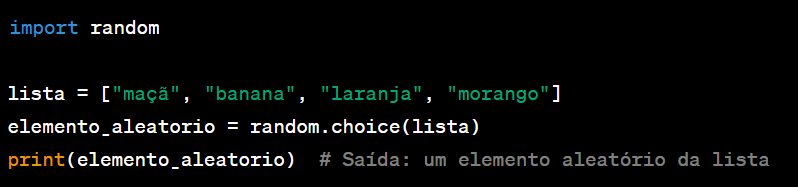 import random
lista = ["maçã", "banana", "laranja", "morango"]
elemento_aleatorio = random.choice(lista)
print(elemento_aleatorio)  # Saída: um elemento aleatório da lista